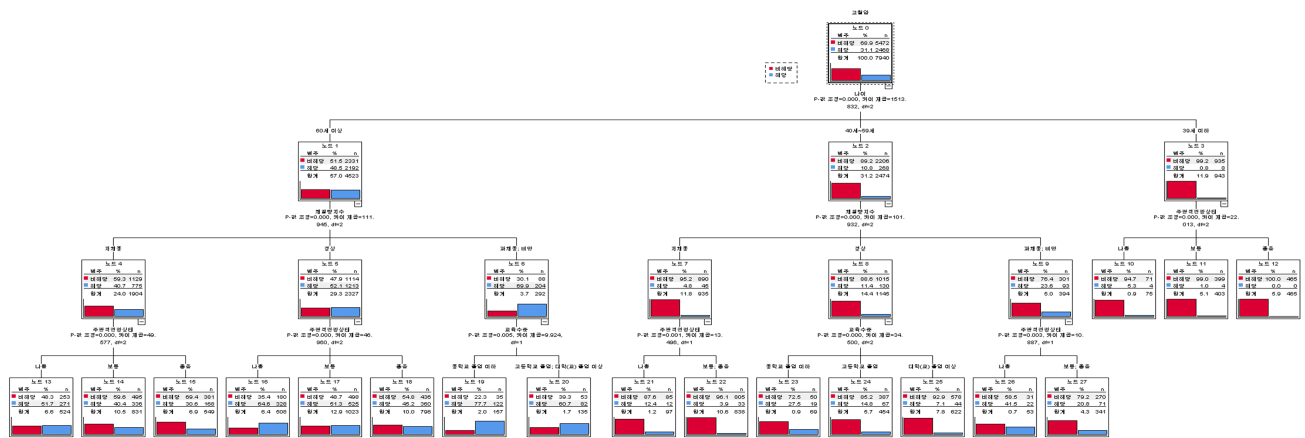 고혈압
노드 0
범주 % n
비해당 68.9 5472
해당 31.1 2468
합계 100.0 7940
비해당
해당
나이
P-값 조정=0.000, 카이 제곱=1513.
832, df=2
60세 이상
40세~59세
39세 이하
노드 1
범주 % n
비해당 51.5 2331
해당 48.5 2192
합계 57.0 4523
노드 2
범주 % n
비해당 89.2 2206
해당 10.8 268
합계 31.2 2474
노드 3
범주 % n
비해당 99.2 935
해당 0.8 8
합계 11.9 943
체질량지수
P-값 조정=0.000, 카이 제곱=111.
946, df=2
체질량지수
P-값 조정=0.000, 카이 제곱=101.
932, df=2
주관적건강상태
P-값 조정=0.000, 카이 제곱=22.
013, df=2
저체중
정상
과체중; 비만
저체중
정상
과체중; 비만
나쁨
보통
좋음
노드 4
범주 % n
비해당 59.3 1129
해당 40.7 775
합계 24.0 1904
노드 5
범주 % n
비해당 47.9 1114
해당 52.1 1213
합계 29.3 2327
노드 6
범주 % n
비해당 30.1 88
해당 69.9 204
합계 3.7 292
노드 7
범주 % n
비해당 95.2 890
해당 4.8 45
합계 11.8 935
노드 8
범주 % n
비해당 88.6 1015
해당 11.4 130
합계 14.4 1145
노드 9
범주 % n
비해당 76.4 301
해당 23.6 93
합계 5.0 394
노드 10
범주 % n
비해당 94.7 71
해당 5.3 4
합계 0.9 75
노드 11
범주 % n
비해당 99.0 399
해당 1.0 4
합계 5.1 403
노드 12
범주 % n
비해당 100.0 465
해당 0.0 0
합계 5.9 465
주관적건강상태
P-값 조정=0.000, 카이 제곱=49.
577, df=2
주관적건강상태
P-값 조정=0.000, 카이 제곱=46.
960, df=2
교육수준
P-값 조정=0.005, 카이 제곱=9.924,
df=1
주관적건강상태
P-값 조정=0.001, 카이 제곱=13.
486, df=1
교육수준
P-값 조정=0.000, 카이 제곱=34.
500, df=2
주관적건강상태
P-값 조정=0.003, 카이 제곱=10.
887, df=1
나쁨
보통
좋음
나쁨
보통
좋음
중학교 졸업 이하
고등학교 졸업; 대학(교) 졸업 이상
나쁨
보통; 좋음
중학교 졸업 이하
고등학교 졸업
대학(교) 졸업 이상
나쁨
보통; 좋음
노드 13
범주 % n
비해당 48.3 253
해당 51.7 271
합계 6.6 524
노드 14
범주 % n
비해당 59.6 495
해당 40.4 336
합계 10.5 831
노드 15
범주 % n
비해당 69.4 381
해당 30.6 168
합계 6.9 549
노드 16
범주 % n
비해당 35.4 180
해당 64.6 328
합계 6.4 508
노드 17
범주 % n
비해당 48.7 498
해당 51.3 525
합계 12.9 1023
노드 18
범주 % n
비해당 54.8 436
해당 45.2 360
합계 10.0 796
노드 19
범주 % n
비해당 22.3 35
해당 77.7 122
합계 2.0 157
노드 20
범주 % n
비해당 39.3 53
해당 60.7 82
합계 1.7 135
노드 21
범주 % n
비해당 87.6 85
해당 12.4 12
합계 1.2 97
노드 22
범주 % n
비해당 96.1 805
해당 3.9 33
합계 10.6 838
노드 23
범주 % n
비해당 72.5 50
해당 27.5 19
합계 0.9 69
노드 24
범주 % n
비해당 85.2 387
해당 14.8 67
합계 5.7 454
노드 25
범주 % n
비해당 92.9 578
해당 7.1 44
합계 7.8 622
노드 26
범주 % n
비해당 58.5 31
해당 41.5 22
합계 0.7 53
노드 27
범주 % n
비해당 79.2 270
해당 20.8 71
합계 4.3 341